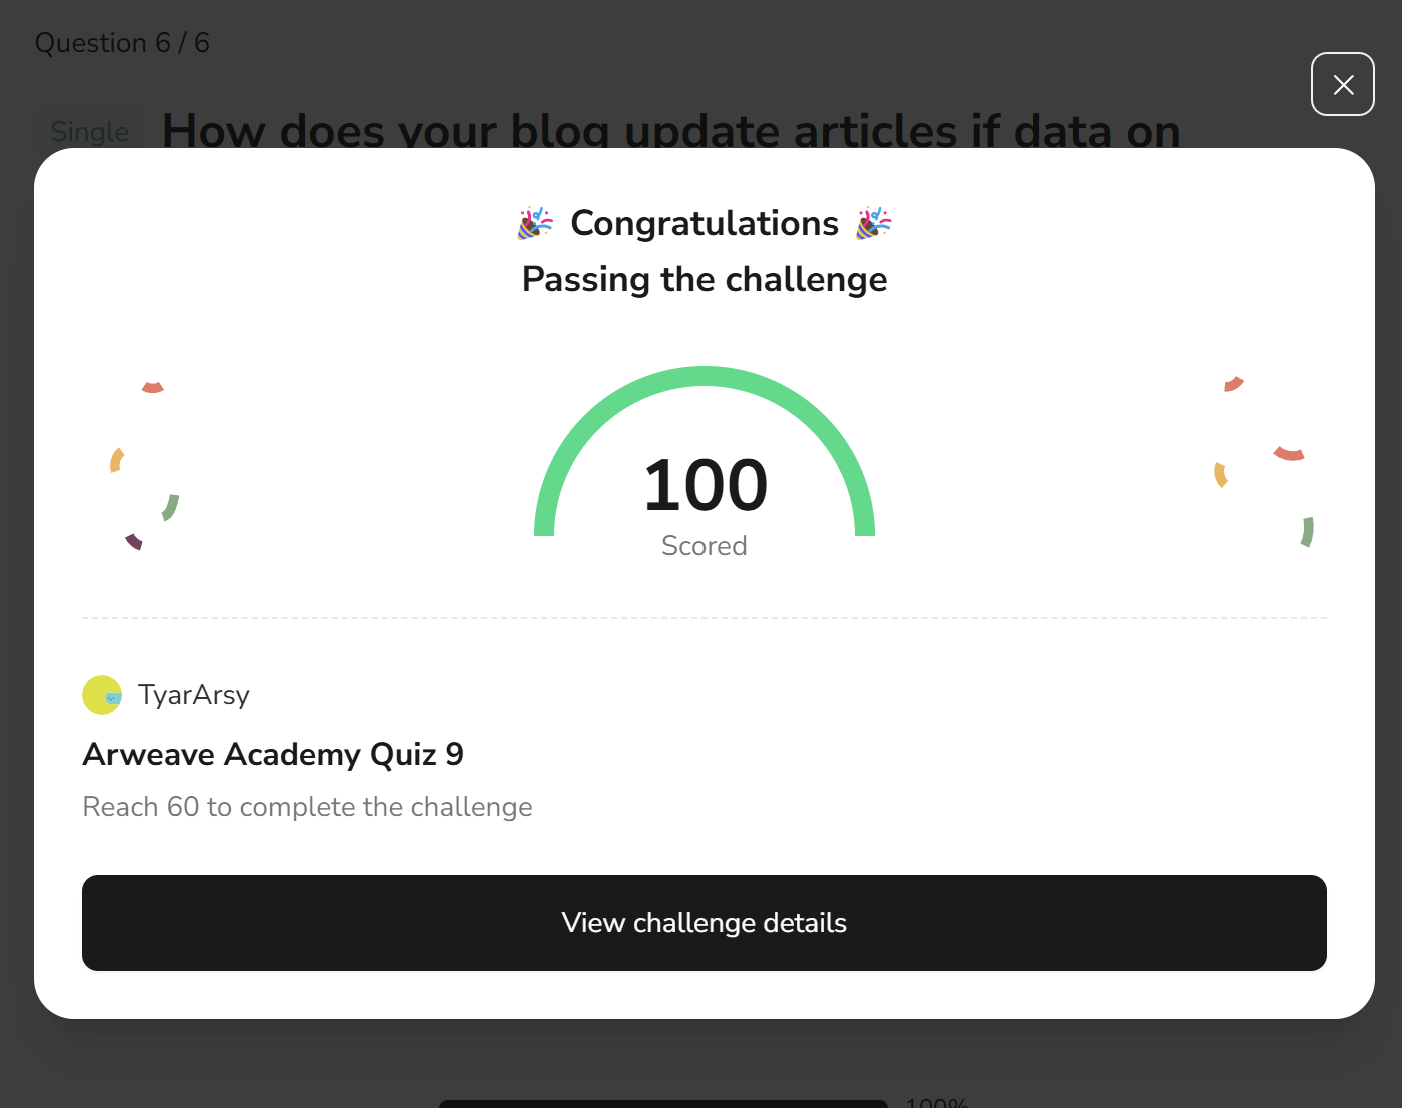 Question 6 / 6
Single How does your blog update articles if data on
Congratulations
Passing the challenge
100
Scored
TyarArsy
Arweave Academy Quiz 9
Reach 60 to complete the challenge
View challenge details
100%